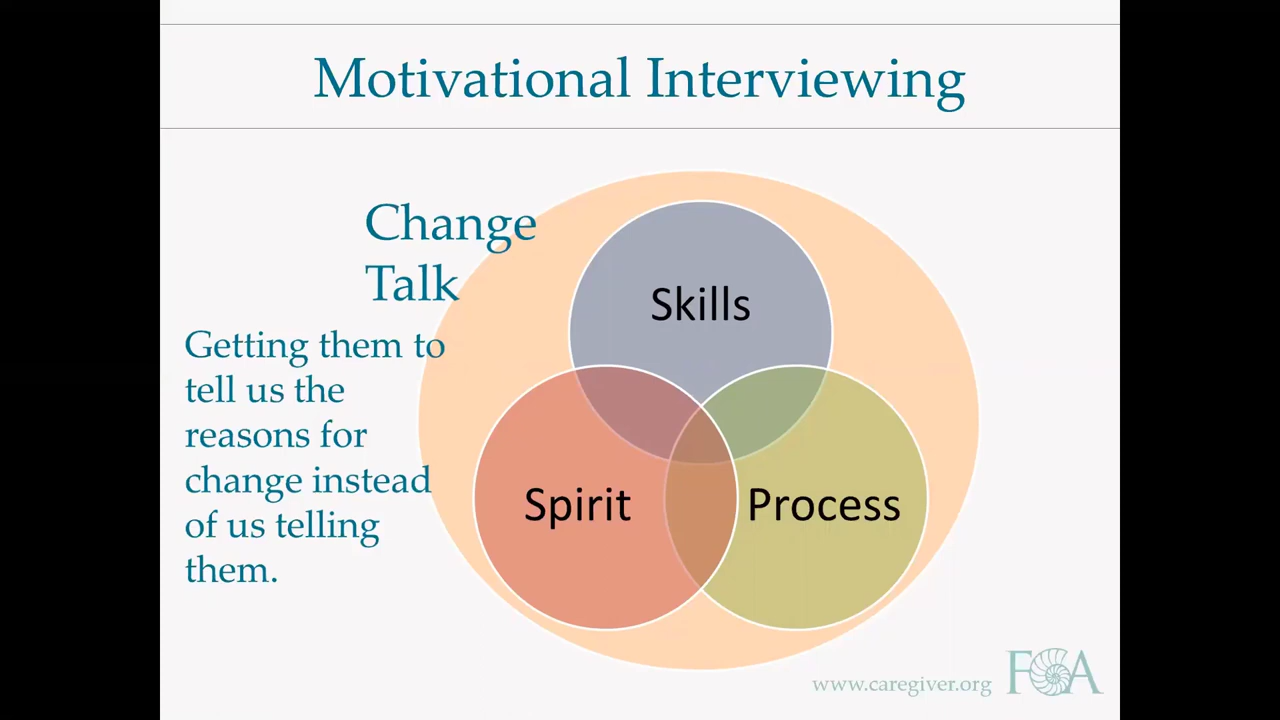 Motivational Interviewing
Change
Talk
Getting them to
tell us the
reasons for
change instead
of us telling
them.
Skills
Spirit
Process
www.caregiver.org
FCA